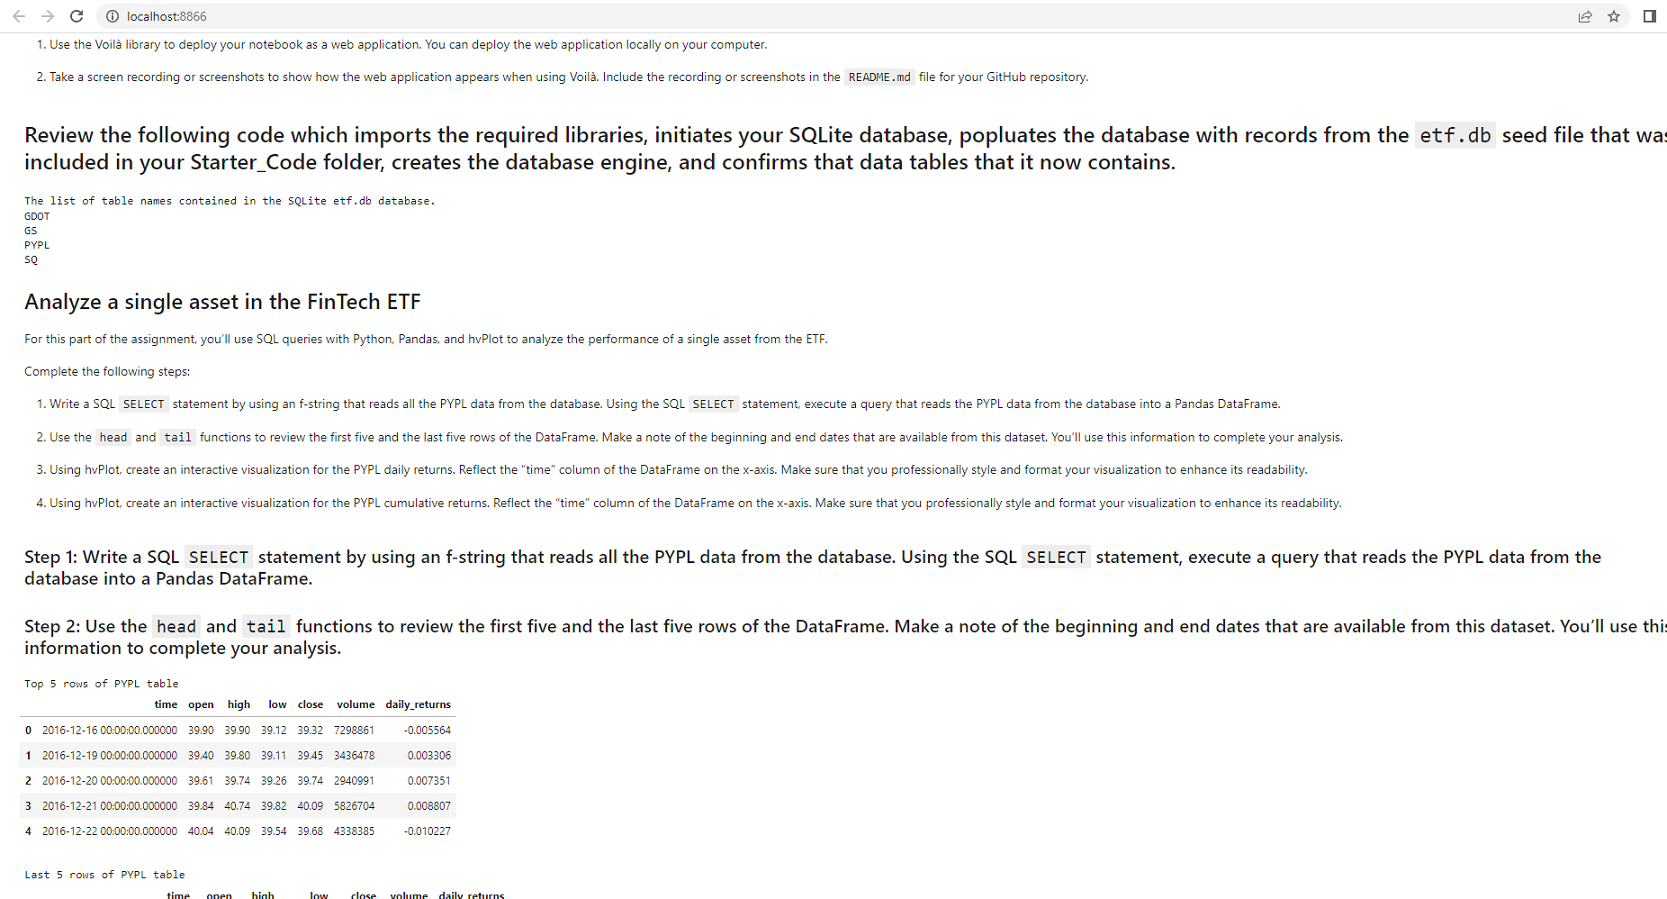 localhost:8866
1. Use the Voilà library to deploy your notebook as a web application. You can deploy the web application locally on your computer.
2. Take a screen recording or screenshots to show how the web application appears when using Voilà. Include the recording or screenshots in the README.md file for your GitHub repository.
Review the following code which imports the required libraries, initiates your SQLite database, popluates the database with records from the etf.db seed file that was
included in your Starter_Code folder, creates the database engine, and confirms that data tables that it now contains.
The list of table names contained in the SQLite etf.db database.
GDOT
GS
PYPL
SQ
Analyze a single asset in the FinTech ETF
For this part of the assignment, you'll use SQL queries with Python, Pandas, and hvPlot to analyze the performance of a single asset from the ETF.
Complete the following steps:
1. Write a SQL SELECT statement by using an f-string that reads all the PYPL data from the database. Using the SQL SELECT statement, execute a query that reads the PYPL data from the database into a Pandas DataFrame.
2. Use the head and tail functions to review the first five and the last five rows of the DataFrame. Make a note of the beginning and end dates that are available from this dataset. You'll use this information to complete your analysis.
3. Using hvPlot, create an interactive visualization for the PYPL daily returns. Reflect the "time" column of the DataFrame on the x-axis. Make sure that you professionally style and format your visualization to enhance its readability.
4. Using hvPlot, create an interactive visualization for the PYPL cumulative returns. Reflect the "time" column of the DataFrame on the x-axis. Make sure that you professionally style and format your visualization to enhance its readability.
Step 1: Write a SQL SELECT statement by using an f-string that reads all the PYPL data from the database. Using the SQL SELECT statement, execute a query that reads the PYPL data from the
database into a Pandas DataFrame.
Step 2: Use the head and tail functions to review the first five and the last five rows of the DataFrame. Make a note of the beginning and end dates that are available from this dataset. You'll use this
information to complete your analysis.
Top 5 rows of PYPL table
time open high low close volume daily_returns
0 2016-12-16 00:00:00.000000 39.90 39.90 39.12 39.32 7298861 -0.005564
1 2016-12-19 00:00:00.000000 39.40 39.80 39.11 39.45 3436478 0.003306
2 2016-12-20 00:00:00.000000 39.61 39.74 39.26 39.74 2940991 0.007351
3 2016-12-21 00:00:00.000000 39.84 40.74 39.82 40.09 5826704 0.008807
4 2016-12-22 00:00:00.000000 40.04 40.09 39.54 39.68 4338385 -0.010227
Last 5 rows of PYPL table
time open high low close volume daily_returns